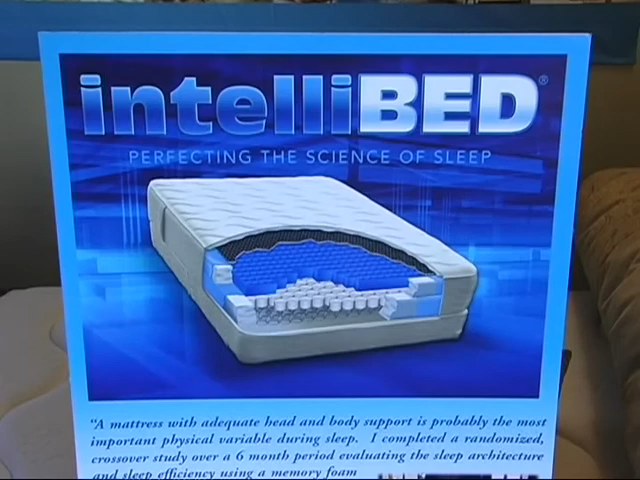 intelliBED®
PERFECTING THE SCIENCE OF SLEEP
"A mattress with adequate head and body support is probably the most
important physical variable during sleep. I completed a randomized,
crossover study over a 6 month period evaluating the sleep architecture
and sleep efficiency using a memory foam